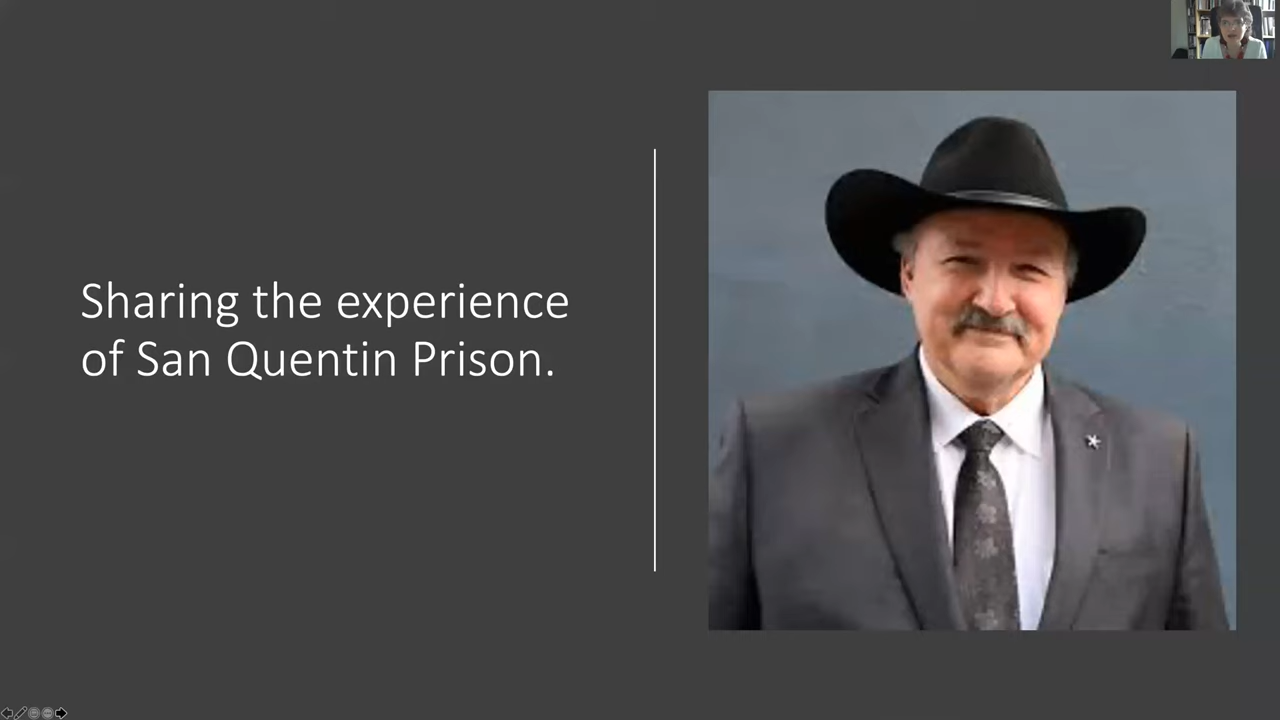 Sharing the experience
of San Quentin Prison.